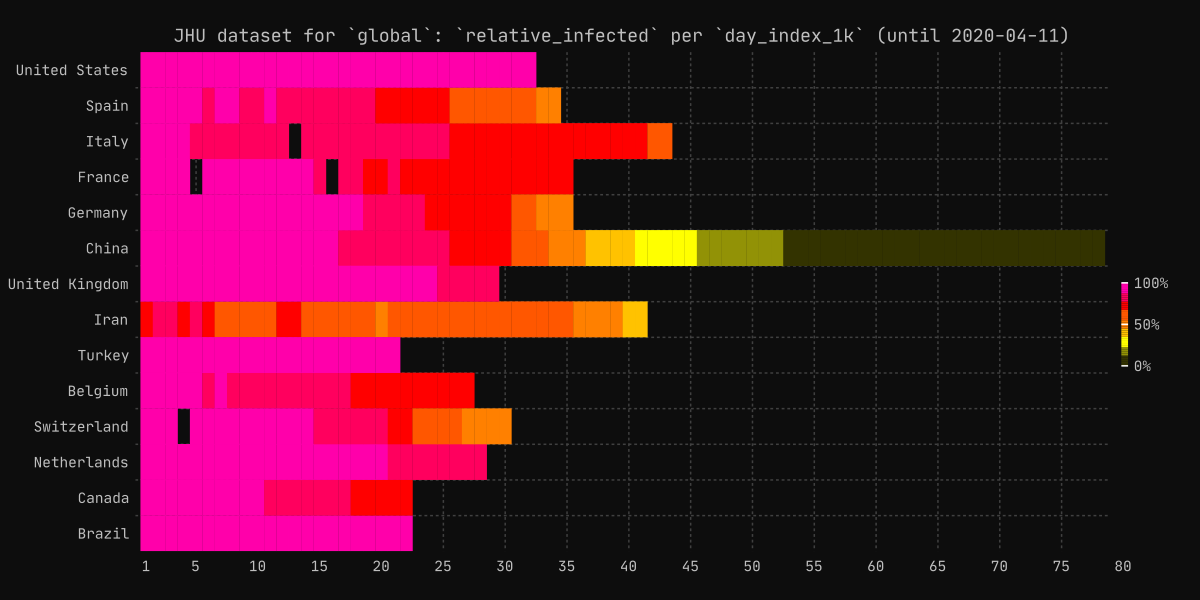 JHU dataset for `global`: `relative_infected` per `day_index_1k` (until 2020-04-11)
United States
Spain
Italy
France
Germany
China
United Kingdom
Iran
Turkey
Belgium
Switzerland
Netherlands
Canada
Brazil
100%
50%
0%
1 5 10 15 20 25 30 35 40 45 50 55 60 65 70 75 80